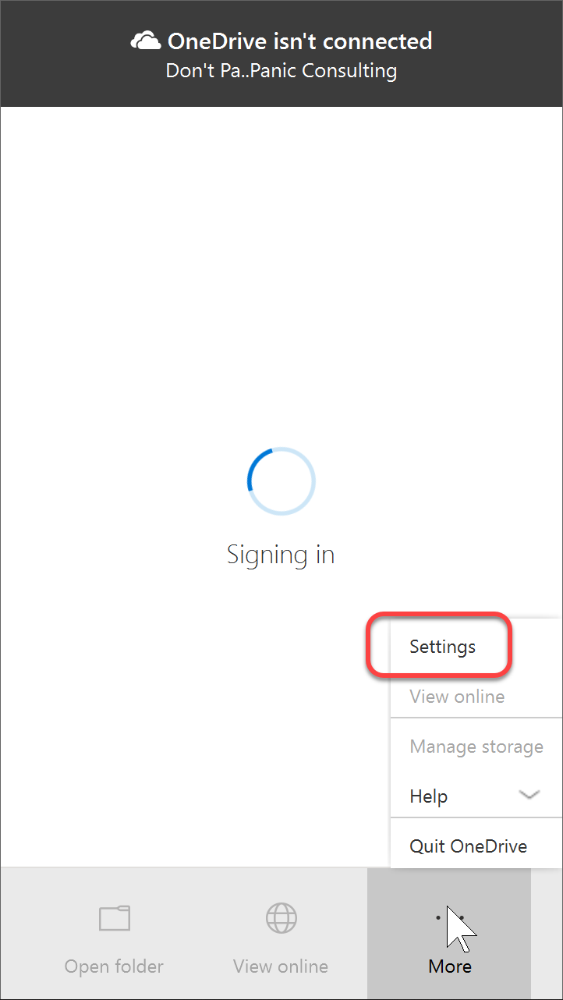 OneDrive isn't connected
Don't Pa..Panic Consulting
Signing in
Settings
View online
Manage storage
Help
Quit OneDrive
Open folder
View online
More